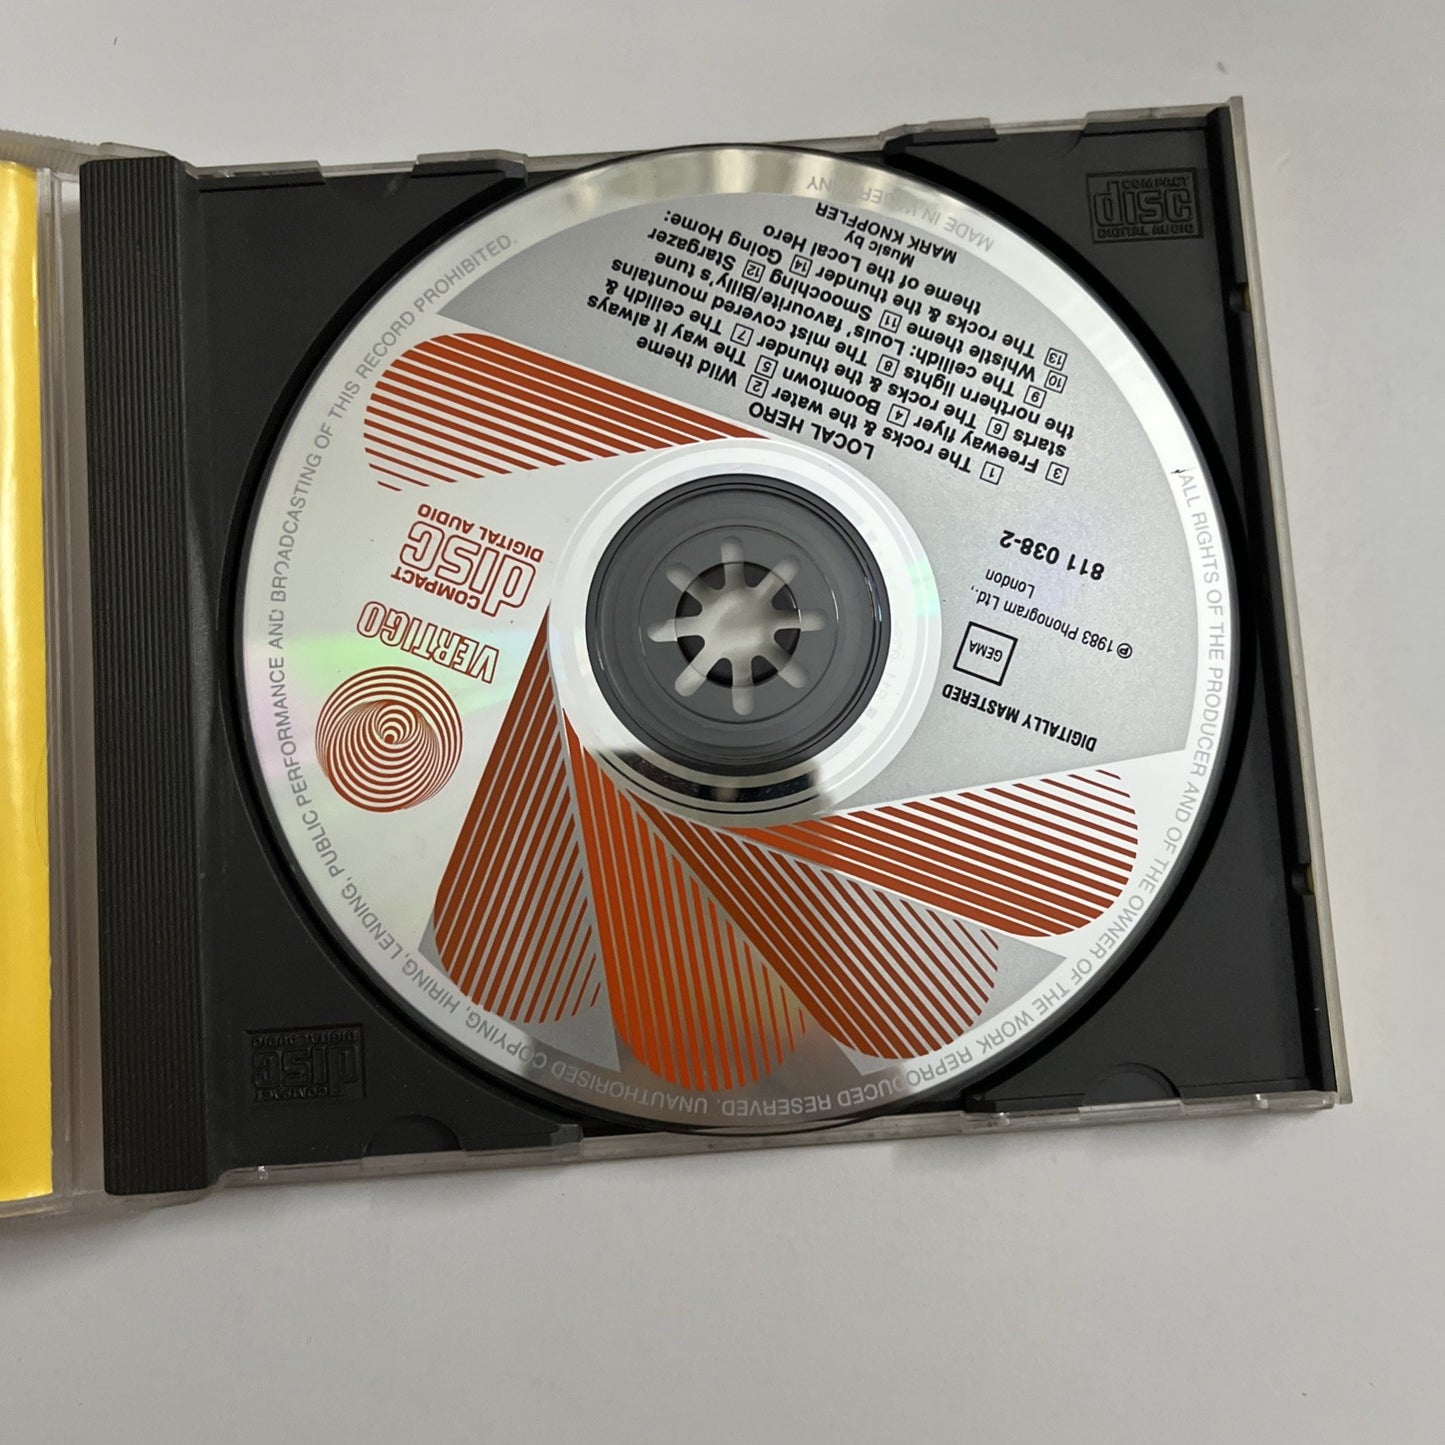 VERTIGO
COMPACT
disc
DIGITAL AUDIO
DIGITALLY MASTERED
GEMA
℗ 1983 Phonogram Ltd.,
London
811 038-2
LOCAL HERO
1 The rocks & the water 2 Wild theme
3 Freeway flyer 4 Boomtown 5 The way it always
starts 6 The rocks & the thunder 7 The ceilidh &
the northern lights 8 The mist covered mountains
9 The ceilidh: Louis' favourite/Billy's tune
10 Whistle theme 11 Smooching 12 Stargazer
13 The rocks & the thunder 14 Going Home:
theme of the Local Hero
Music by
MARK KNOPFLER
MADE IN W. GERMANY
ALL RIGHTS OF THE PRODUCER AND OF THE OWNER OF THE WORK REPRODUCED RESERVED. UNAUTHORISED COPYING, HIRING, LENDING, PUBLIC PERFORMANCE AND BROADCASTING OF THIS RECORD PROHIBITED.
COMPACT
disc
DIGITAL AUDIO
COMPACT
disc
DIGITAL AUDIO